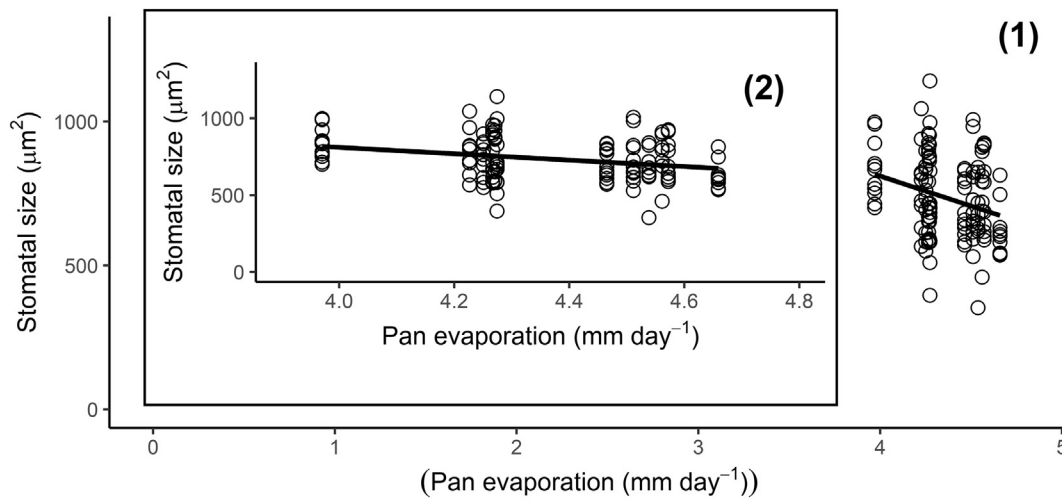 (1)
(2)
Stomatal size (μm²)
1000
500
0
Stomatal size (μm²)
1000
500
0
4.0 4.2 4.4 4.6 4.8
Pan evaporation (mm day⁻¹)
0 1 2 3 4 5
(Pan evaporation (mm day⁻¹))